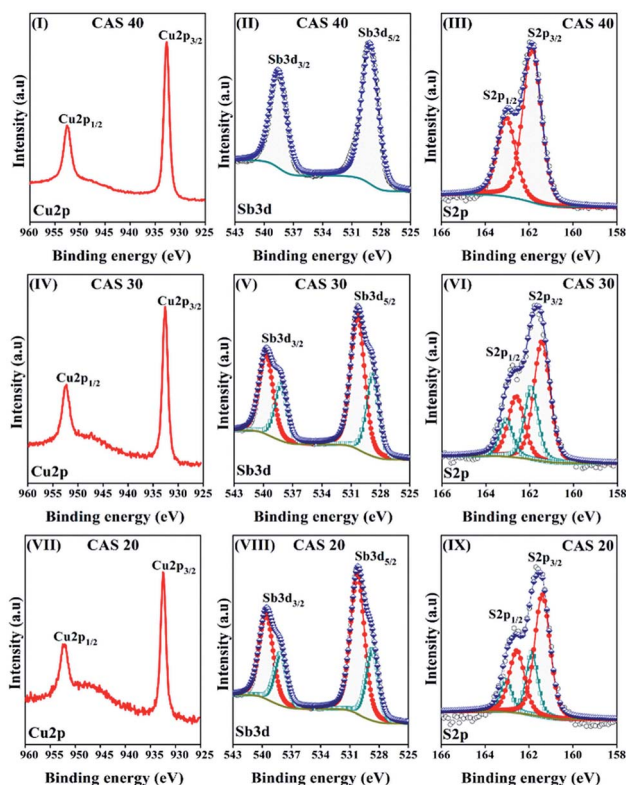 (I) CAS 40
Cu2p3/2
Cu2p1/2
Intensity (a.u)
Cu2p
960 955 950 945 940 935 930 925
Binding energy (eV)
(II) CAS 40
Sb3d5/2
Sb3d3/2
Intensity (a.u)
Sb3d
543 540 537 534 531 528 525
Binding energy (eV)
(III) CAS 40
S2p3/2
S2p1/2
Intensity (a.u)
S2p
166 164 162 160 158
Binding energy (eV)
(IV) CAS 30
Cu2p3/2
Cu2p1/2
Intensity (a.u)
Cu2p
960 955 950 945 940 935 930 925
Binding energy (eV)
(V) CAS 30
Sb3d5/2
Sb3d3/2
Intensity (a.u)
Sb3d
543 540 537 534 531 528 525
Binding energy (eV)
(VI) CAS 30
S2p3/2
S2p1/2
Intensity (a.u)
S2p
166 164 162 160 158
Binding energy (eV)
(VII) CAS 20
Cu2p3/2
Cu2p1/2
Intensity (a.u)
Cu2p
960 955 950 945 940 935 930 925
Binding energy (eV)
(VIII) CAS 20
Sb3d5/2
Sb3d3/2
Intensity (a.u)
Sb3d
543 540 537 534 531 528 525
Binding energy (eV)
(IX) CAS 20
S2p3/2
S2p1/2
Intensity (a.u)
S2p
166 164 162 160 158
Binding energy (eV)